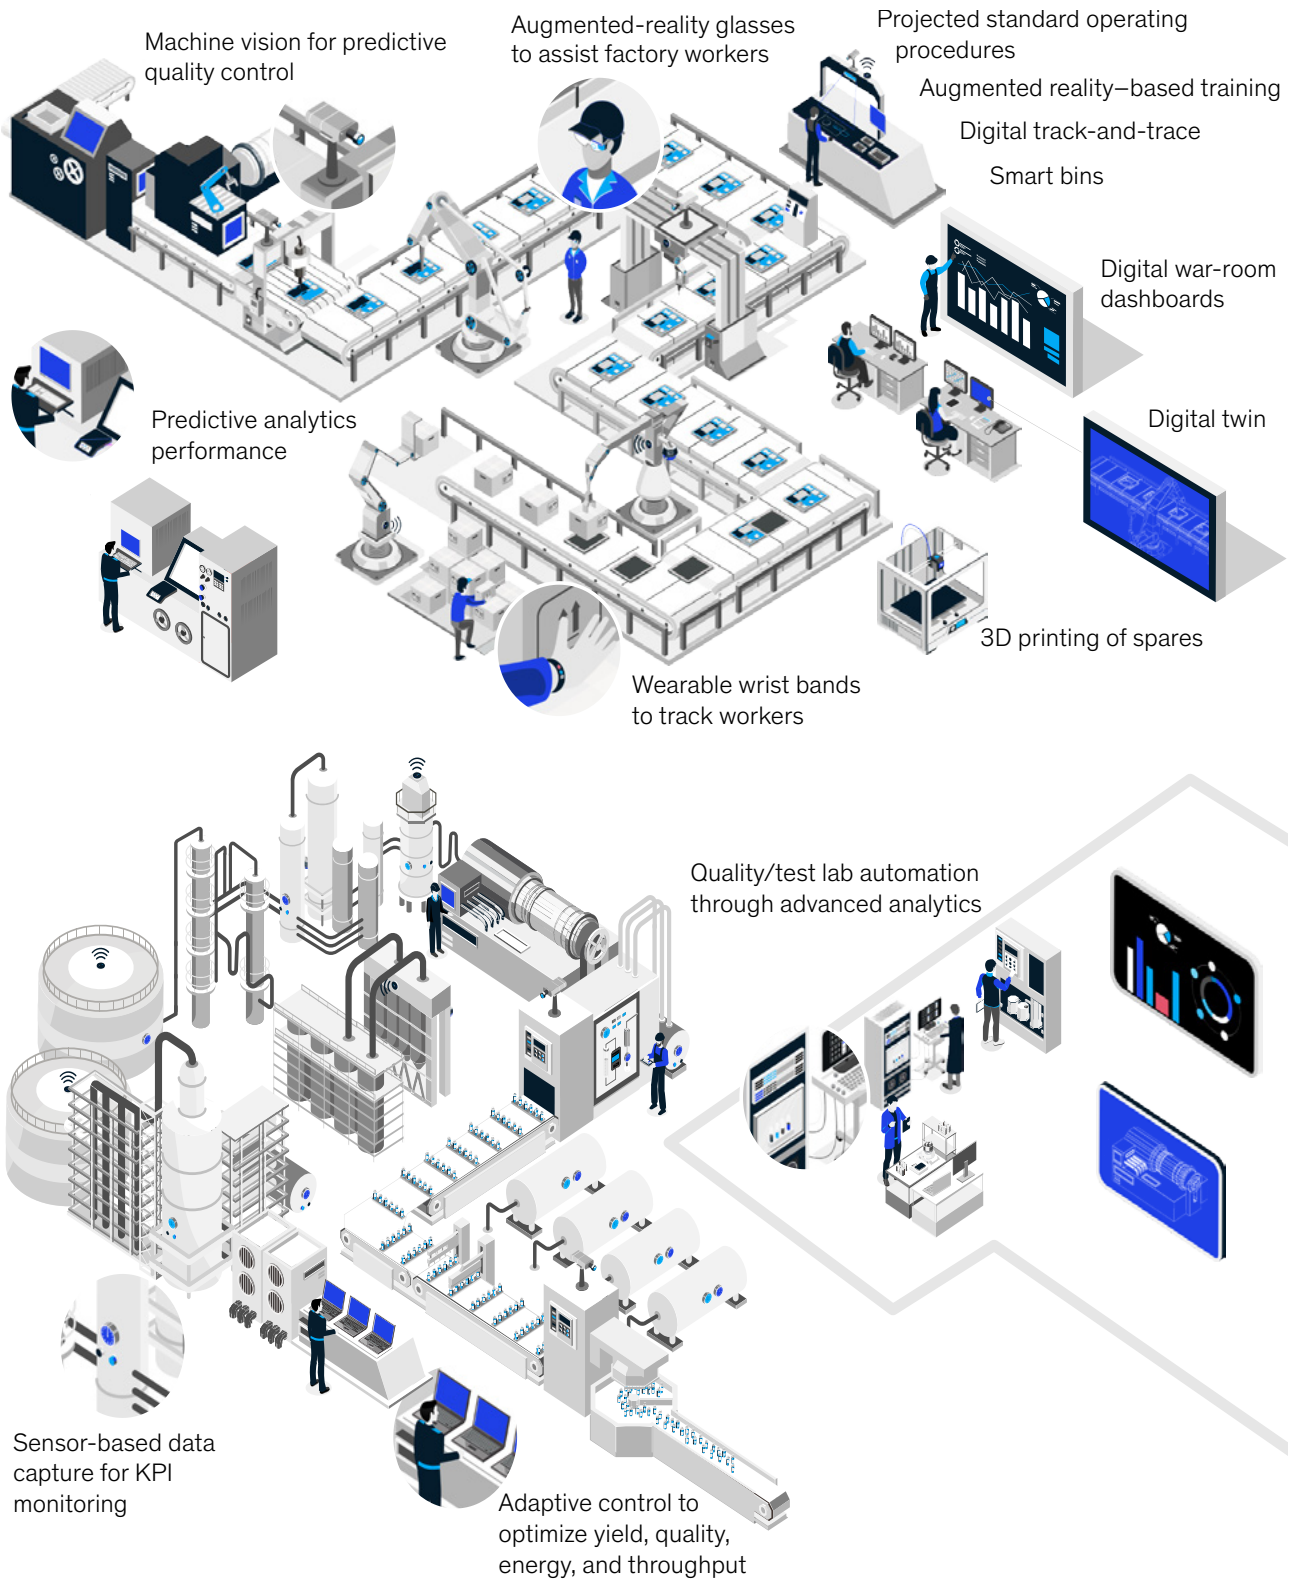 Machine vision for predictive
quality control
Augmented-reality glasses
to assist factory workers
Projected standard operating
procedures
Augmented reality–based training
Digital track-and-trace
Smart bins
Digital war-room
dashboards
Predictive analytics
performance
Digital twin
3D printing of spares
Wearable wrist bands
to track workers
Quality/test lab automation
through advanced analytics
Sensor-based data
capture for KPI
monitoring
Adaptive control to
optimize yield, quality,
energy, and throughput